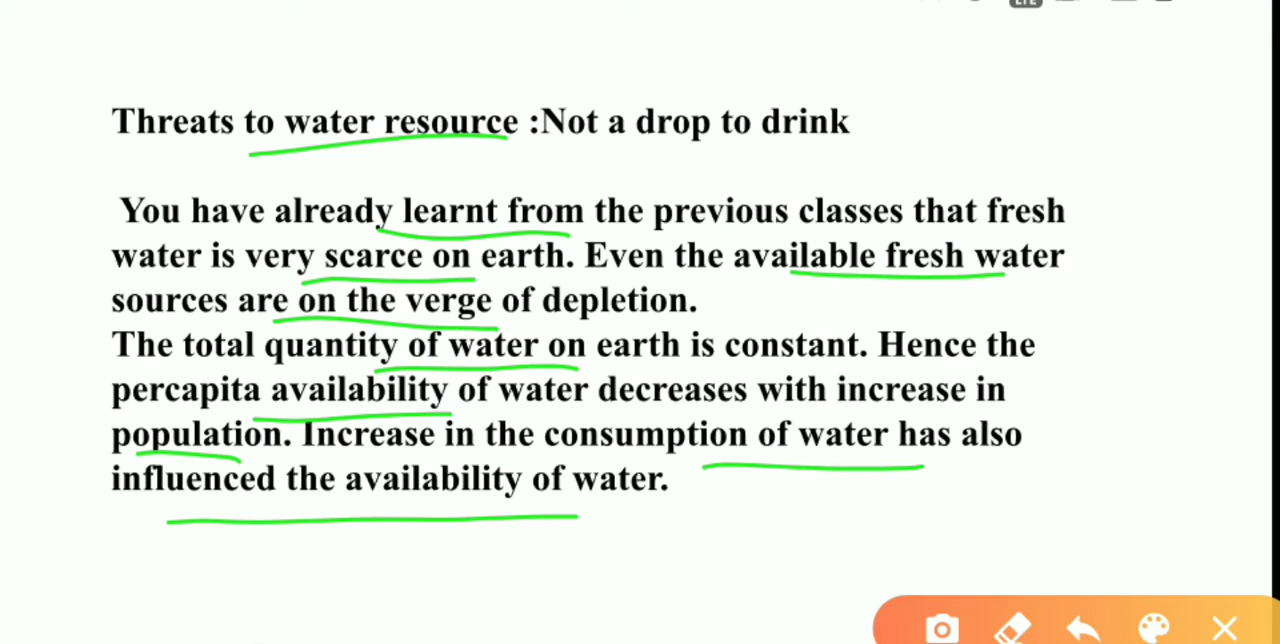 Threats to water resource :Not a drop to drink
You have already learnt from the previous classes that fresh
water is very scarce on earth. Even the available fresh water
sources are on the verge of depletion.
The total quantity of water on earth is constant. Hence the
percapita availability of water decreases with increase in
population. Increase in the consumption of water has also
influenced the availability of water.